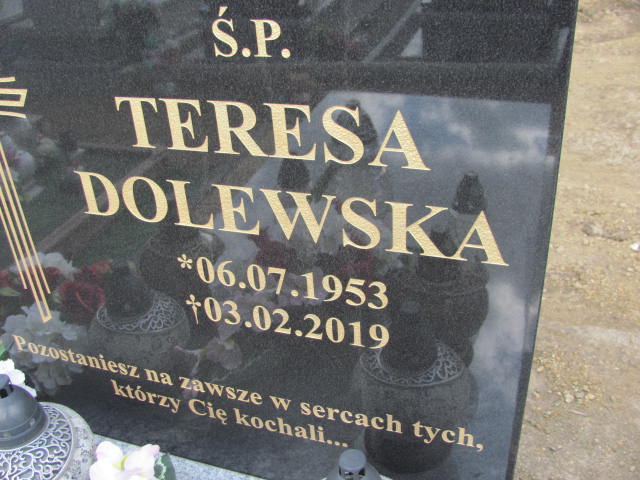 Ś.P.
TERESA
DOLEWSKA
*06.07.1953
†03.02.2019
Pozostaniesz na zawsze w sercach tych,
którzy Cię kochali...